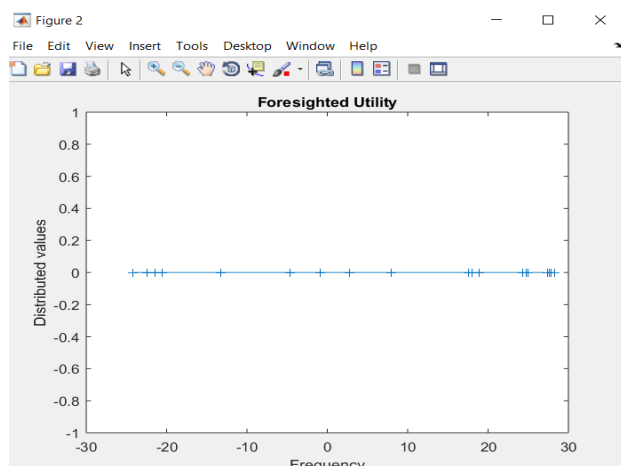 Figure 2
File Edit View Insert Tools Desktop Window Help
Foresighted Utility
1
0.8
0.6
0.4
0.2
0
-0.2
-0.4
-0.6
-0.8
-1
Distributed values
-30 -20 -10 0 10 20 30
Frequency